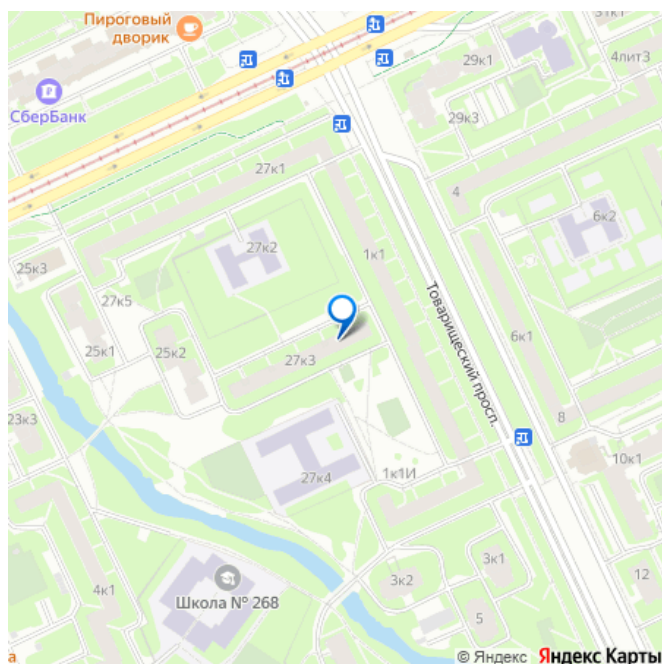 Пироговый
дворик
31к1
29к1
4лит3
СберБанк
29к3
27к1
4
6к2
27к2
1к1
25к3
27к5
Товарищеский просп.
25к1
25к2
27к3
6к1
23к3
8
27к4
1к1И
10к1
3к1
3к2
12
4к1
Школа № 268
5
а
© Яндекс Яндекс Карты